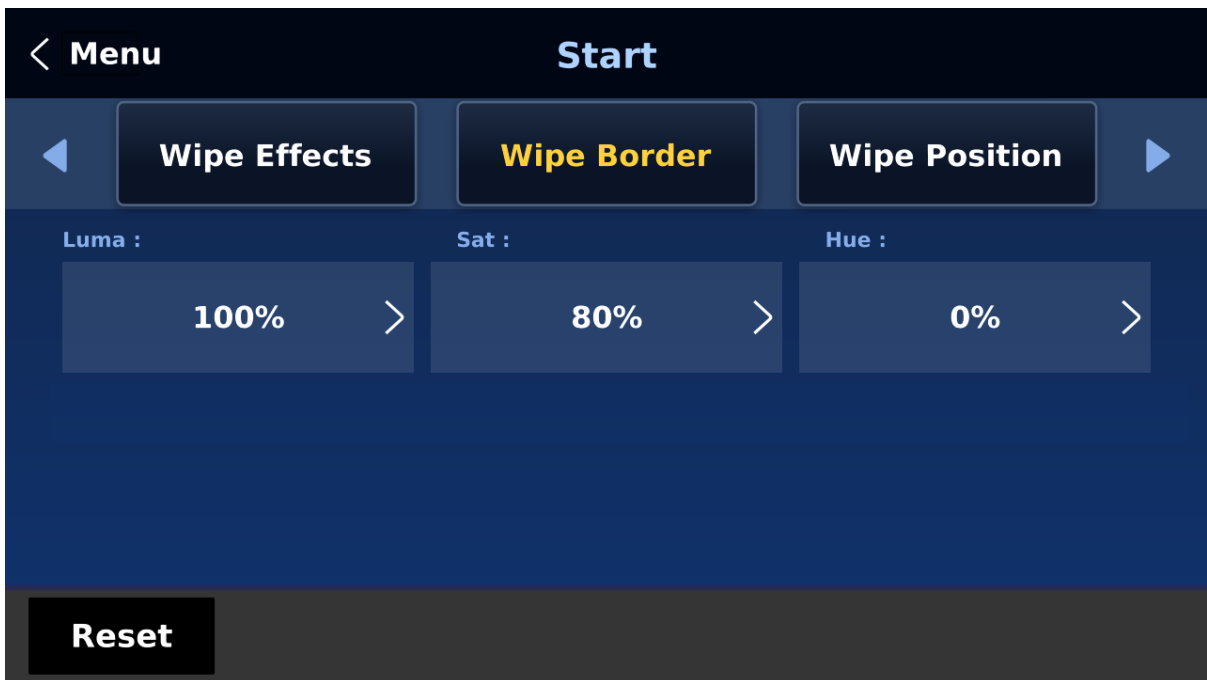 Menu
Start
Wipe Effects
Wipe Border
Wipe Position
Luma :
Sat :
Hue :
100%
80%
0%
Reset